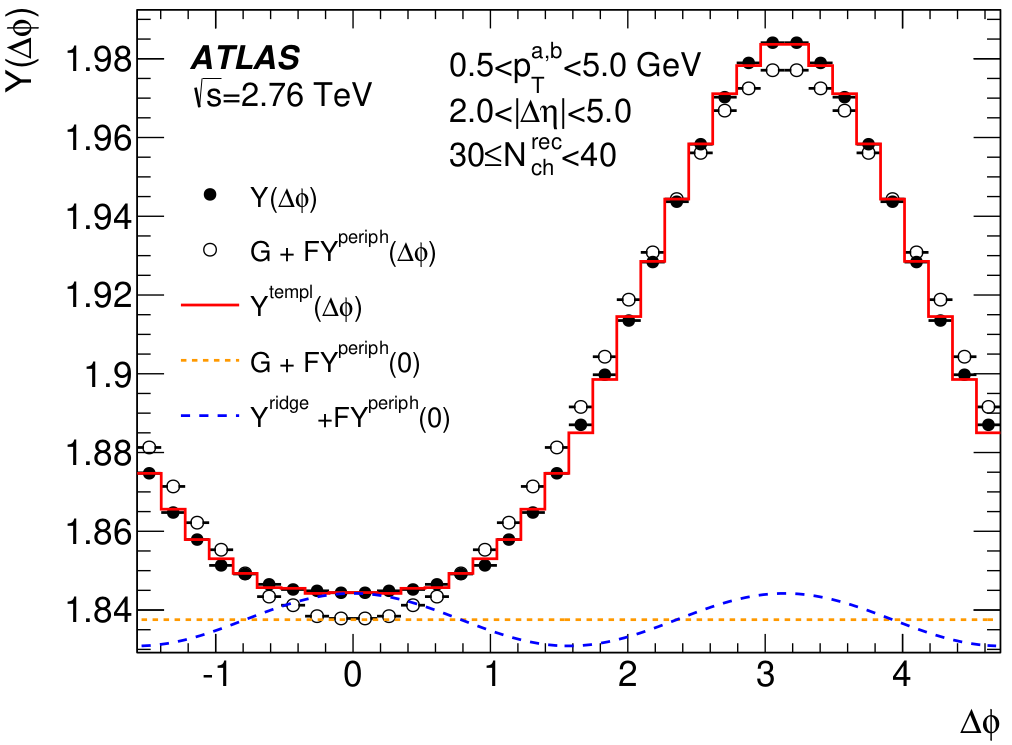 Y(Δϕ)
1.98
1.96
1.94
1.92
1.9
1.88
1.86
1.84
ATLAS
√s=2.76 TeV
0.5<p_T^{a,b}<5.0 GeV
2.0<|Δη|<5.0
30≤N_{ch}^{rec}<40
Y(Δϕ)
G + FY^{periph}(Δϕ)
Y^{templ}(Δϕ)
G + FY^{periph}(0)
Y^{ridge} +FY^{periph}(0)
-1 0 1 2 3 4
Δϕ